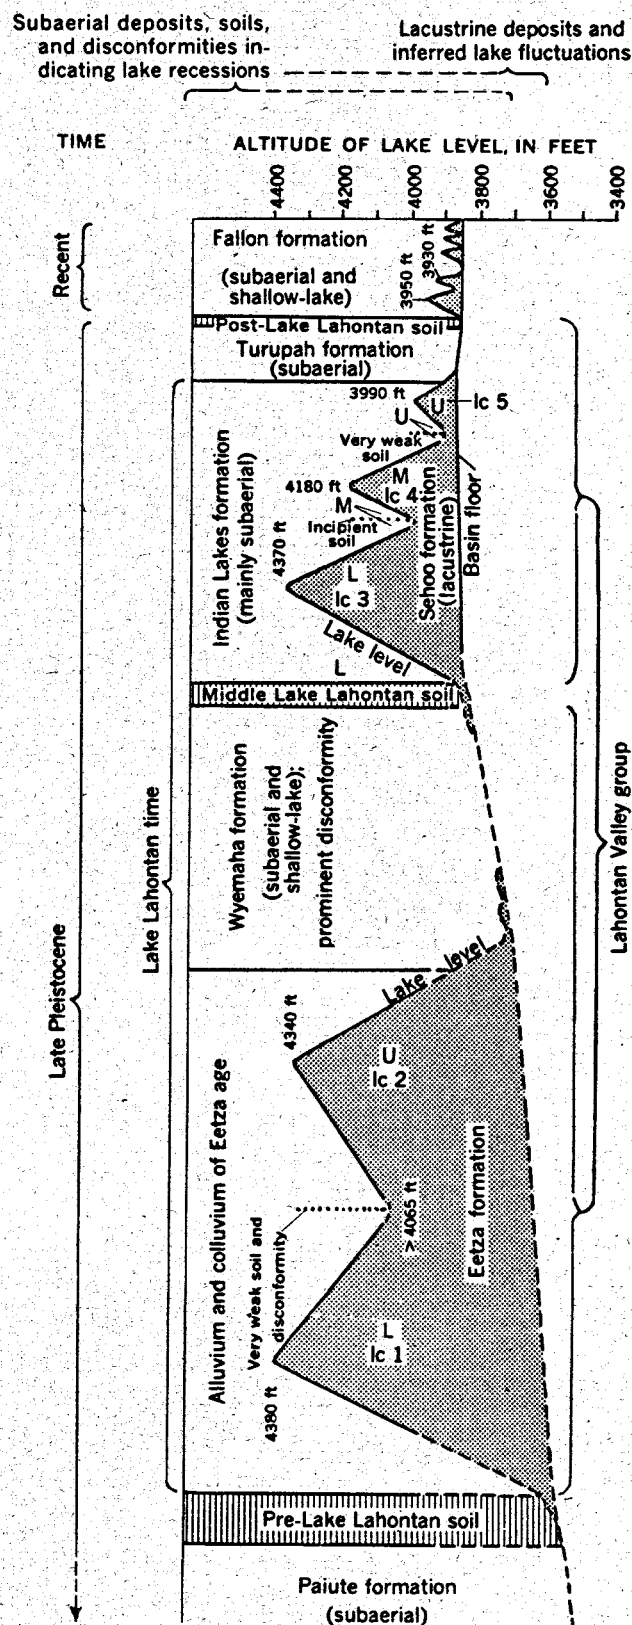 Subaerial deposits, soils,
and disconformities in-
dicating lake recessions
Lacustrine deposits and
inferred lake fluctuations
TIME
ALTITUDE OF LAKE LEVEL, IN FEET
4400
4200
4000
3800
3600
3400
Recent
Fallon formation
(subaerial and
shallow-lake)
3950 ft
3930 ft
Post-Lake Lahontan soil
Turupah formation
(subaerial)
3990 ft
U
U
lc 5
Very weak
soil
4180 ft
M
lc 4
M
Incipient
soil
4370 ft
L
lc 3
Lake level
L
Indian Lakes formation
(mainly subaerial)
Sehoo formation
(lacustrine)
Basin floor
Middle Lake Lahontan soil
Wyemaha formation
(subaerial and
shallow-lake);
prominent disconformity
Lahontan Valley group
Lake Lahontan time
Late Pleistocene
Lake level
4340 ft
U
lc 2
Alluvium and colluvium of Eetza age
Very weak soil and
disconformity
> 4065 ft
Eetza formation
L
lc 1
4380 ft
Pre-Lake Lahontan soil
Paiute formation
(subaerial)